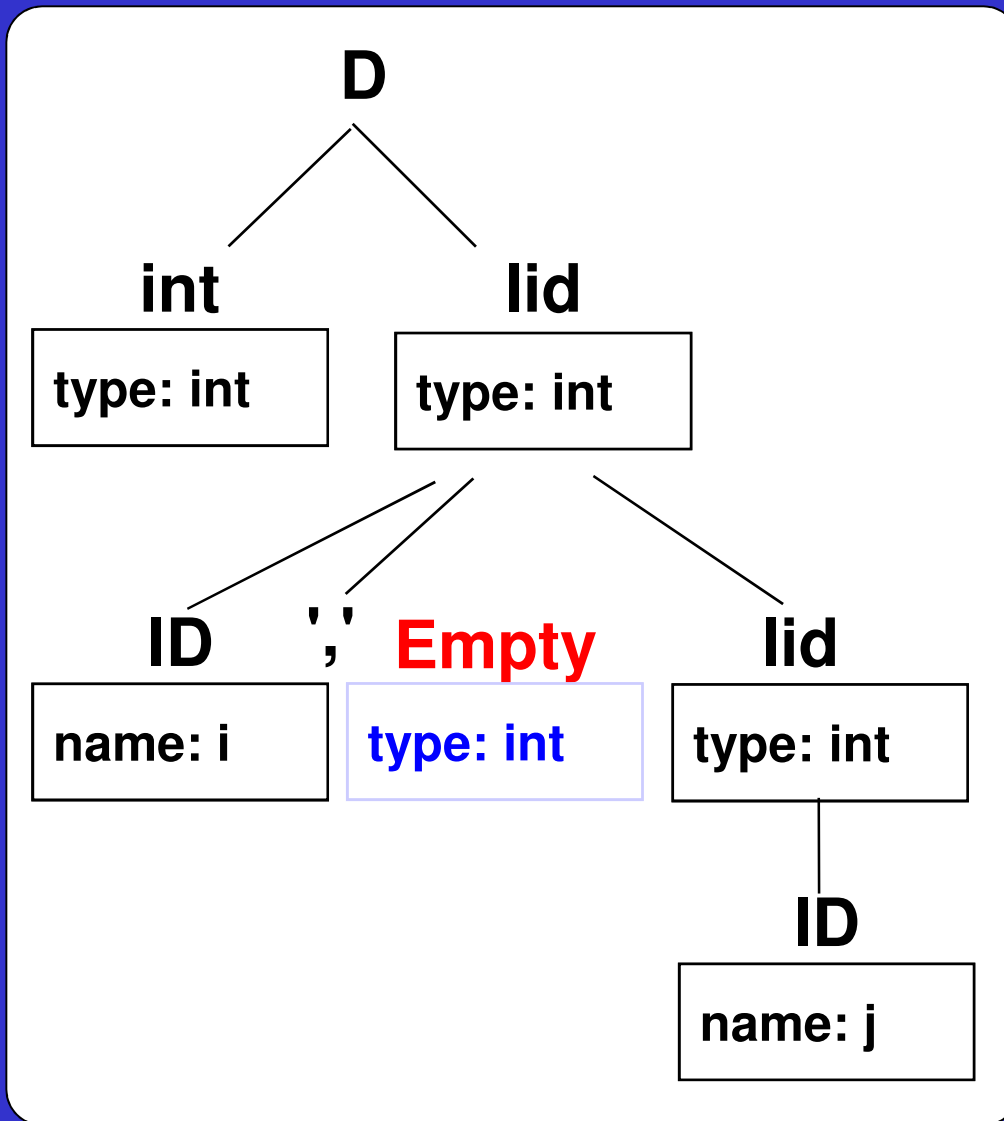 D
int lid
type: int type: int
ID ',' Empty lid
name: i type: int type: int
ID
name: j